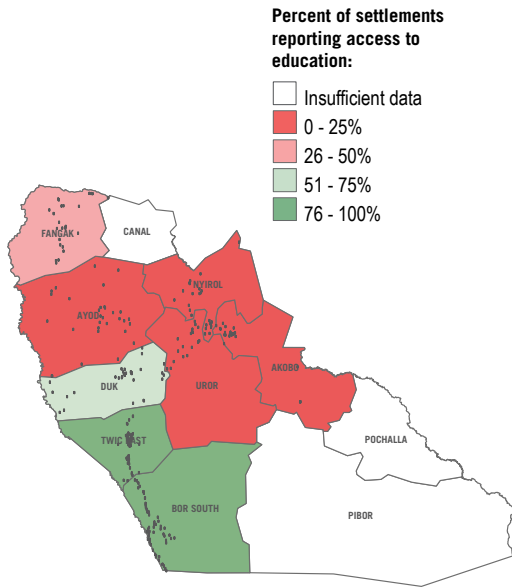 Percent of settlements
reporting access to
education:
Insufficient data
0 - 25%
26 - 50%
51 - 75%
76 - 100%
FANGAK
CANAL
NYIROL
AYOD
AKOBO
DUK
UROR
TWIC EAST
POCHALLA
BOR SOUTH
PIBOR